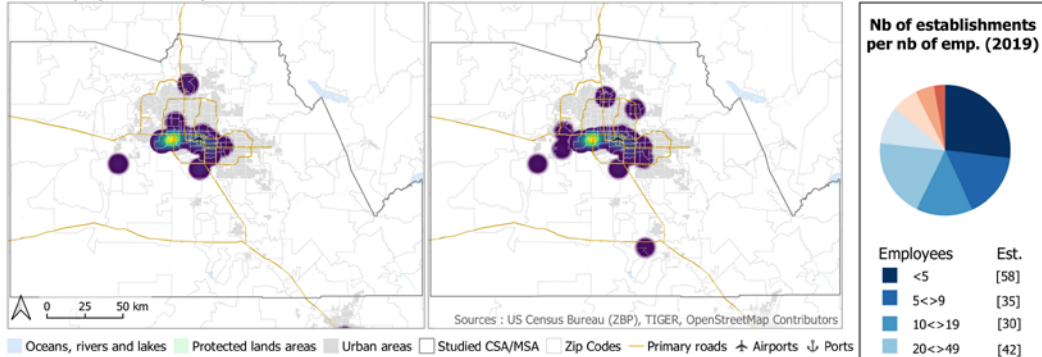 Nb of establishments
per nb of emp. (2019)
Employees Est.
<5 [58]
5<>9 [35]
10<>19 [30]
20<>49 [42]
0 25 50 km
Sources : US Census Bureau (ZBP), TIGER, OpenStreetMap Contributors
Oceans, rivers and lakes Protected lands areas Urban areas Studied CSA/MSA Zip Codes Primary roads Airports Ports